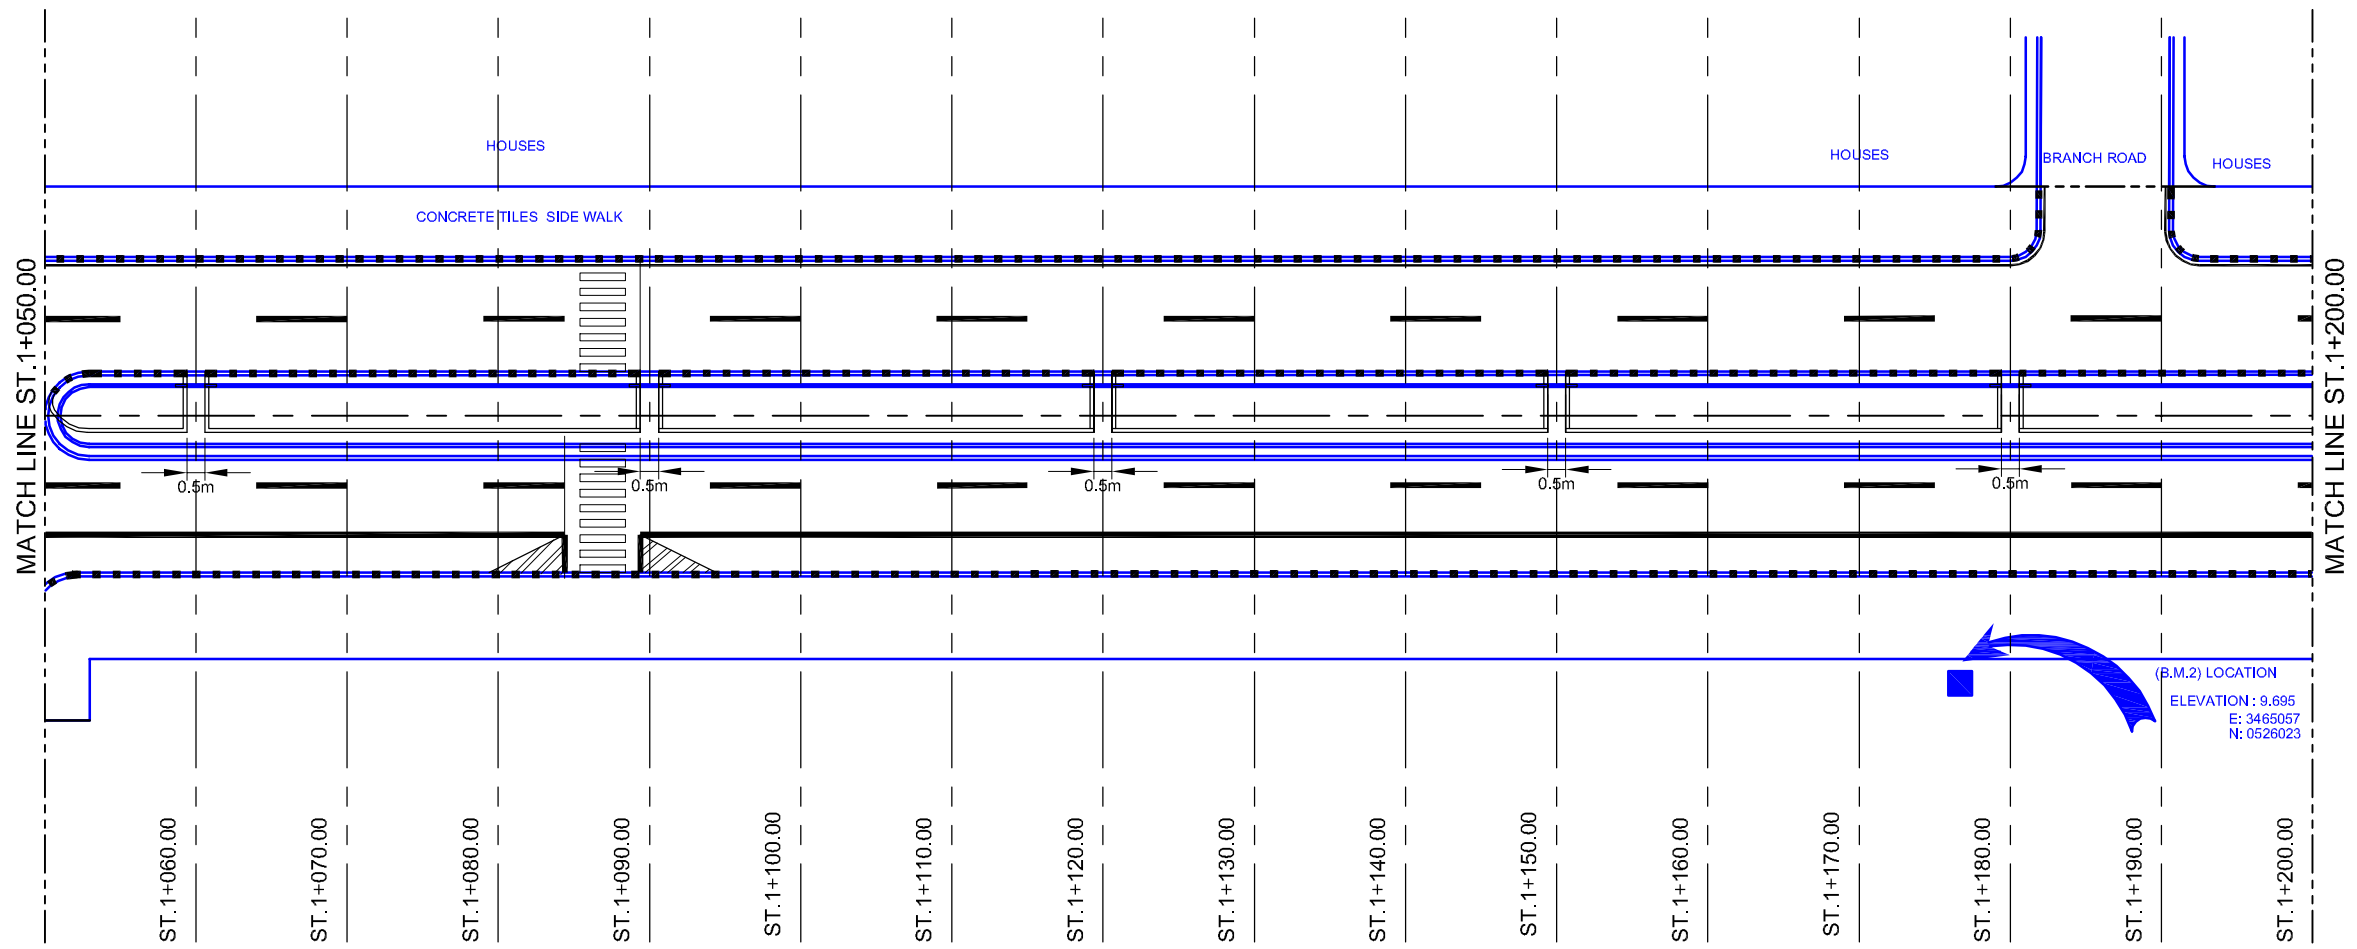 HOUSES
HOUSES
BRANCH ROAD
HOUSES
CONCRETE TILES SIDE WALK
MATCH LINE ST.1+050.00
MATCH LINE ST.1+200.00
0.5m
0.5m
0.5m
0.5m
0.5m
(B.M.2) LOCATION
ELEVATION : 9.695
E: 3465057
N: 0526023
ST.1+060.00
ST.1+070.00
ST.1+080.00
ST.1+090.00
ST.1+100.00
ST.1+110.00
ST.1+120.00
ST.1+130.00
ST.1+140.00
ST.1+150.00
ST.1+160.00
ST.1+170.00
ST.1+180.00
ST.1+190.00
ST.1+200.00